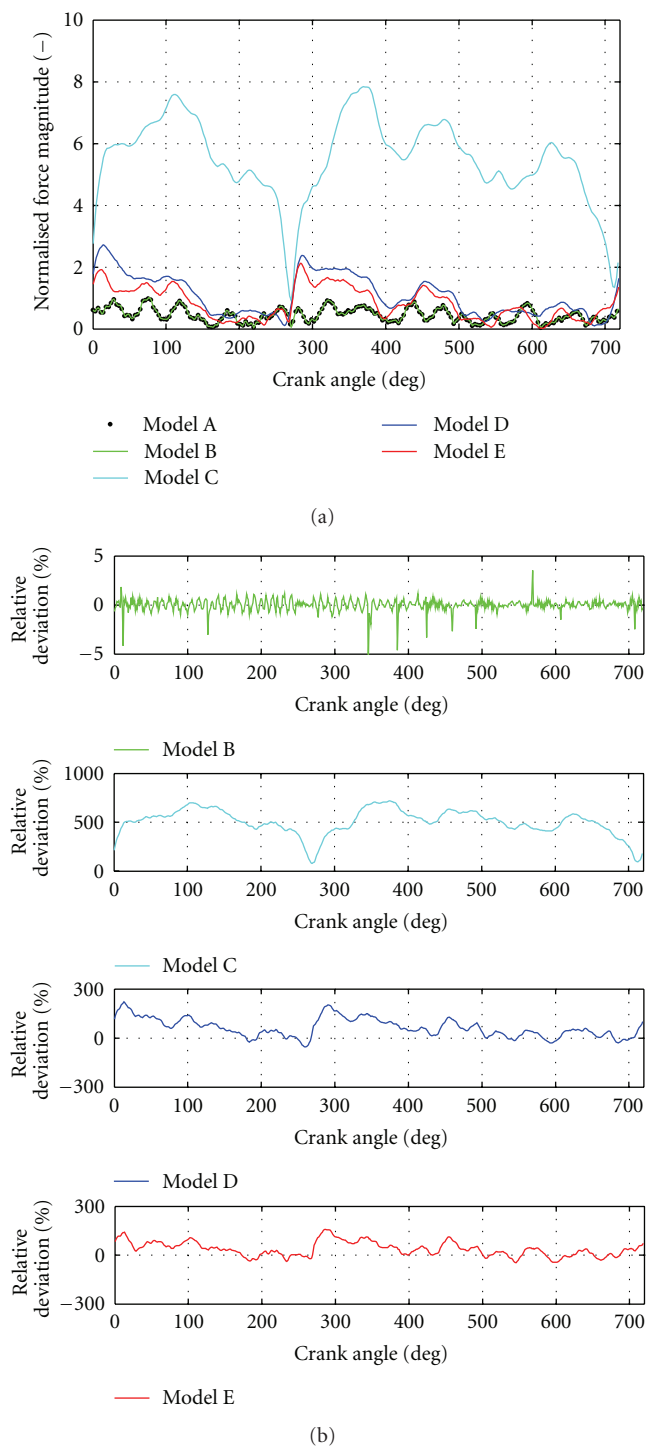 10
8
6
4
2
0
Normalised force magnitude (−)
0 100 200 300 400 500 600 700
Crank angle (deg)
Model A
Model B
Model C
Model D
Model E
(a)
5
0
−5
Relative
deviation (%)
0 100 200 300 400 500 600 700
Crank angle (deg)
Model B
1000
500
0
Relative
deviation (%)
0 100 200 300 400 500 600 700
Crank angle (deg)
Model C
300
0
−300
Relative
deviation (%)
0 100 200 300 400 500 600 700
Crank angle (deg)
Model D
300
0
−300
Relative
deviation (%)
0 100 200 300 400 500 600 700
Crank angle (deg)
Model E
(b)